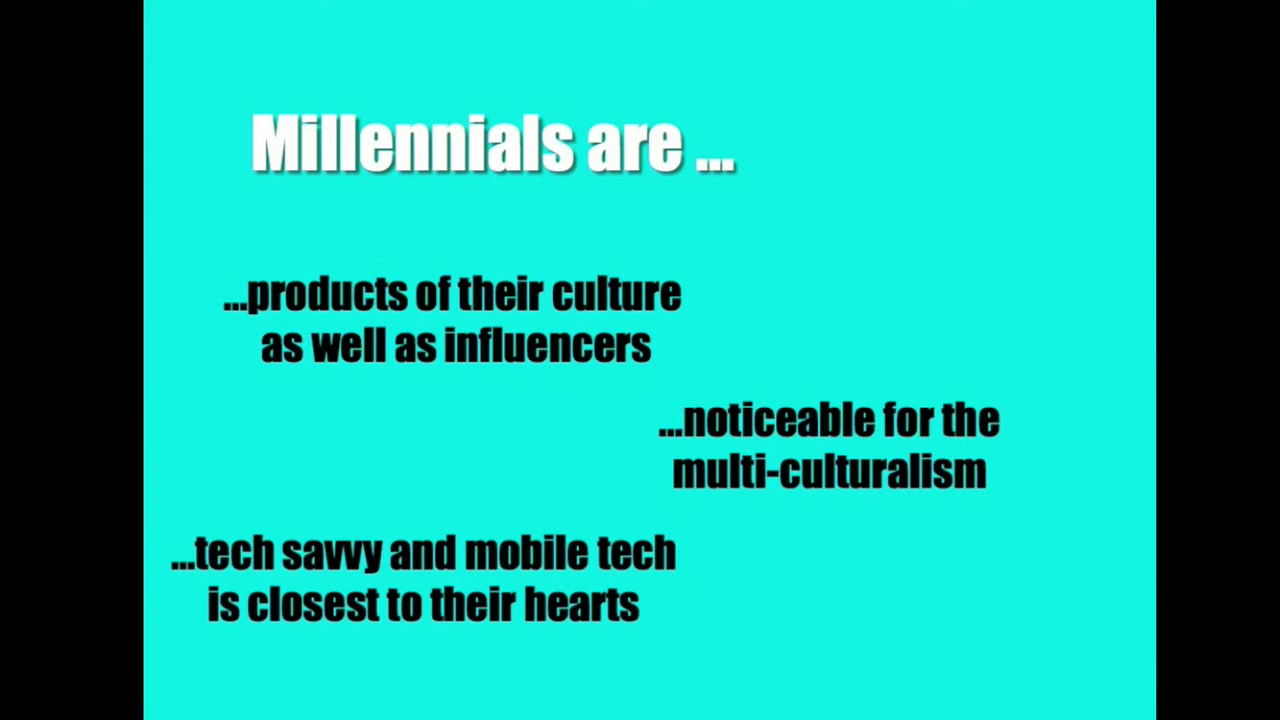 Millennials are ...
...products of their culture
as well as influencers
...noticeable for the
multi-culturalism
...tech savvy and mobile tech
is closest to their hearts